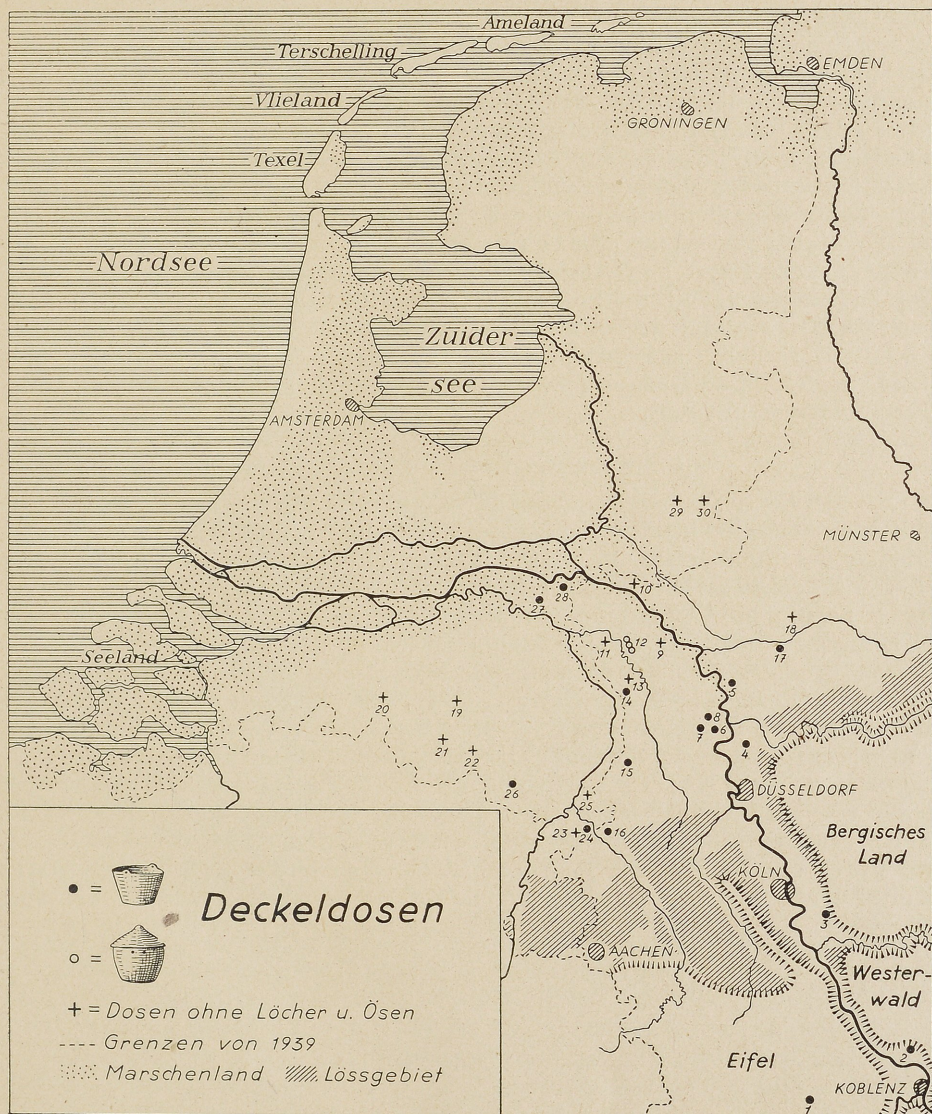 Ameland
Terschelling
EMDEN
Vlieland
GRONINGEN
Texel
Nordsee
Zuider
see
AMSTERDAM
29 30
MÜNSTER
10
28
27
18
12
11
9
17
Seeland
13
14
5
20
19
8
7 6
21
22
4
15
26
DÜSSELDORF
25
23 24
16
Bergisches
Land
KÖLN
3
AACHEN
Wester-
wald
2
Eifel
KOBLENZ
1
Deckeldosen
● =
○ =
+ = Dosen ohne Löcher u. Ösen
---- Grenzen von 1939
Marschenland Lössgebiet